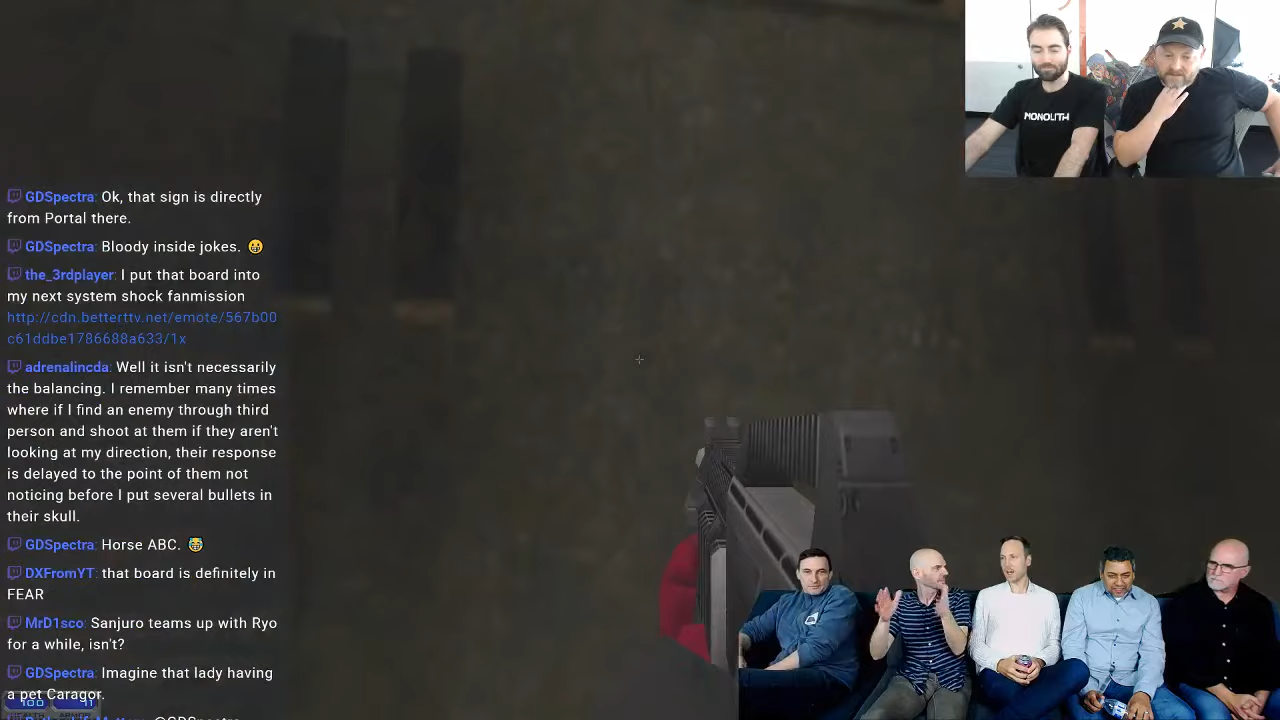 MONOLITH
GDSpectra: Ok, that sign is directly
from Portal there.
GDSpectra: Bloody inside jokes. 😀
the_3rdplayer: I put that board into
my next system shock fanmission
http://cdn.betterttv.net/emote/567b00
c61ddbe1786688a633/1x
adrenalincda: Well it isn't necessarily
the balancing. I remember many times
where if I find an enemy through third
person and shoot at them if they aren't
looking at my direction, their response
is delayed to the point of them not
noticing before I put several bullets in
their skull.
GDSpectra: Horse ABC. 😂
DXFromYT: that board is definitely in
FEAR
MrD1sco: Sanjuro teams up with Ryo
for a while, isn't?
GDSpectra: Imagine that lady having
a pet Caragor.
100
HEALTH ARMOR
@GDSpectra